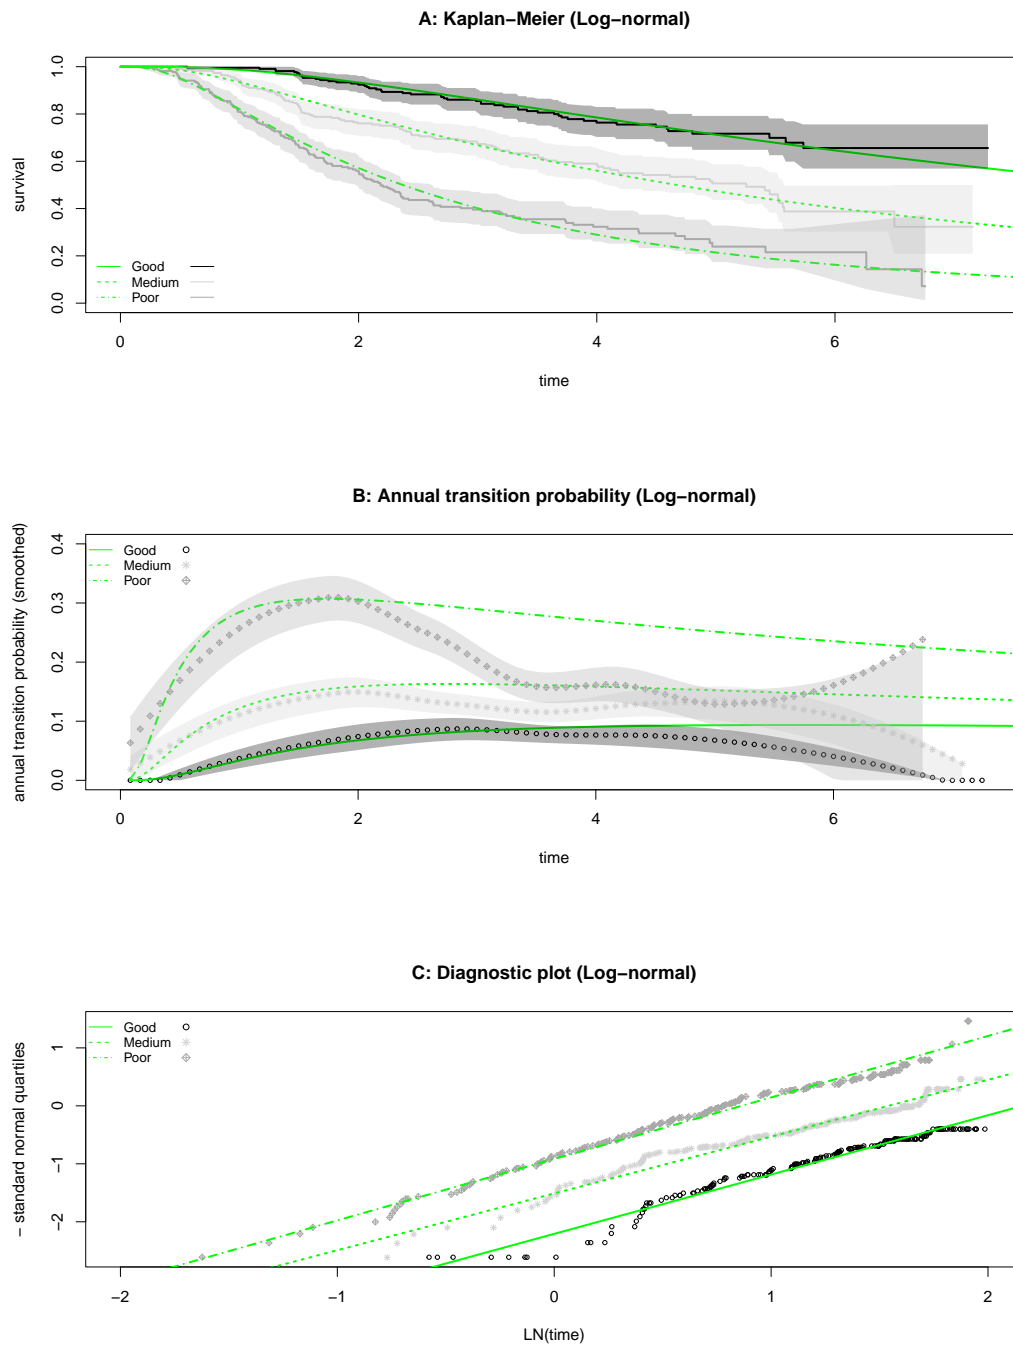 A: Kaplan−Meier (Log−normal)
survival
1.0
0.8
0.6
0.4
0.2
0.0
Good
Medium
Poor
0 2 4 6
time
B: Annual transition probability (Log−normal)
annual transition probability (smoothed)
0.4
0.3
0.2
0.1
0.0
Good
Medium
Poor
0 2 4 6
time
C: Diagnostic plot (Log−normal)
− standard normal quartiles
1
0
−1
−2
Good
Medium
Poor
−2 −1 0 1 2
LN(time)